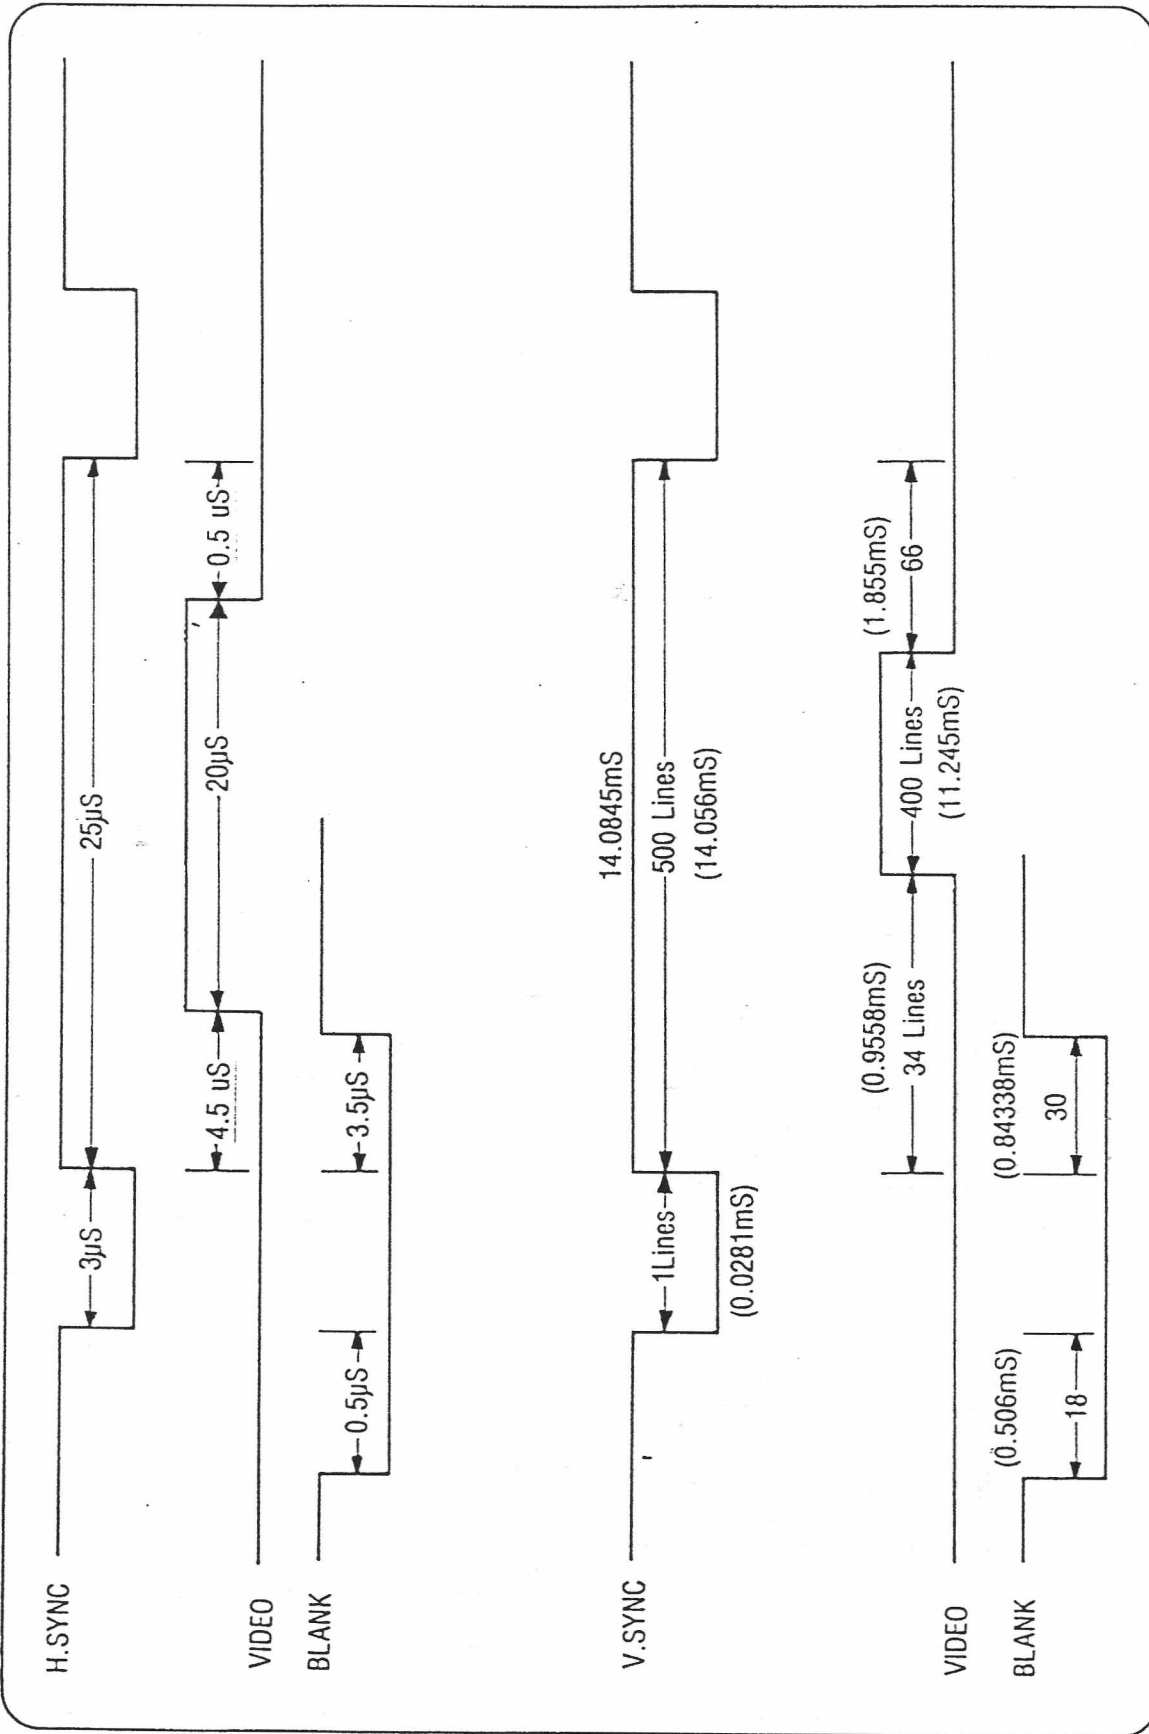 H.SYNC
3µS
25µS
VIDEO
4.5 uS
20µS
0.5 uS
BLANK
0.5µS
3.5µS
V.SYNC
14.0845mS
1Lines
500 Lines
(0.0281mS)
(14.056mS)
VIDEO
(0.9558mS)
(1.855mS)
34 Lines
400 Lines
66
(11.245mS)
BLANK
(0.506mS)
(0.84338mS)
18
30